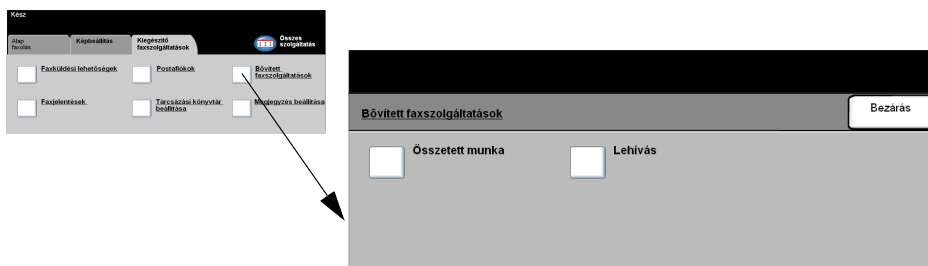 Kész
Alap
faxolás
Képbeállítás
Kiegészítő
faxszolgáltatások
Összes
szolgáltatás
Faxküldési lehetőségek
Postafiókok
Bővített
faxszolgáltatások
Faxjelentések
Tárcsázási könyvtár
beállítása
Megjegyzés beállítása
Bővített faxszolgáltatások
Bezárás
Összetett munka
Lehívás